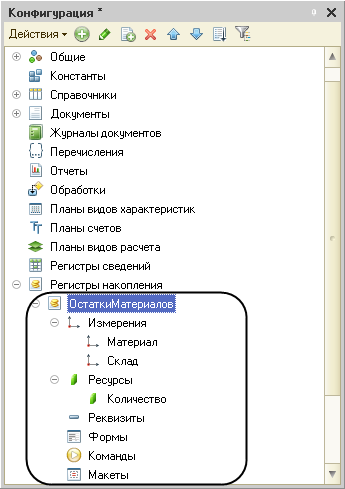 Конфигурация *
Действия
Общие
Константы
Справочники
Документы
Журналы документов
Перечисления
Отчеты
Обработки
Планы видов характеристик
Планы счетов
Планы видов расчета
Регистры сведений
Регистры накопления
ОстаткиМатериалов
Измерения
Материал
Склад
Ресурсы
Количество
Реквизиты
Формы
Команды
Макеты